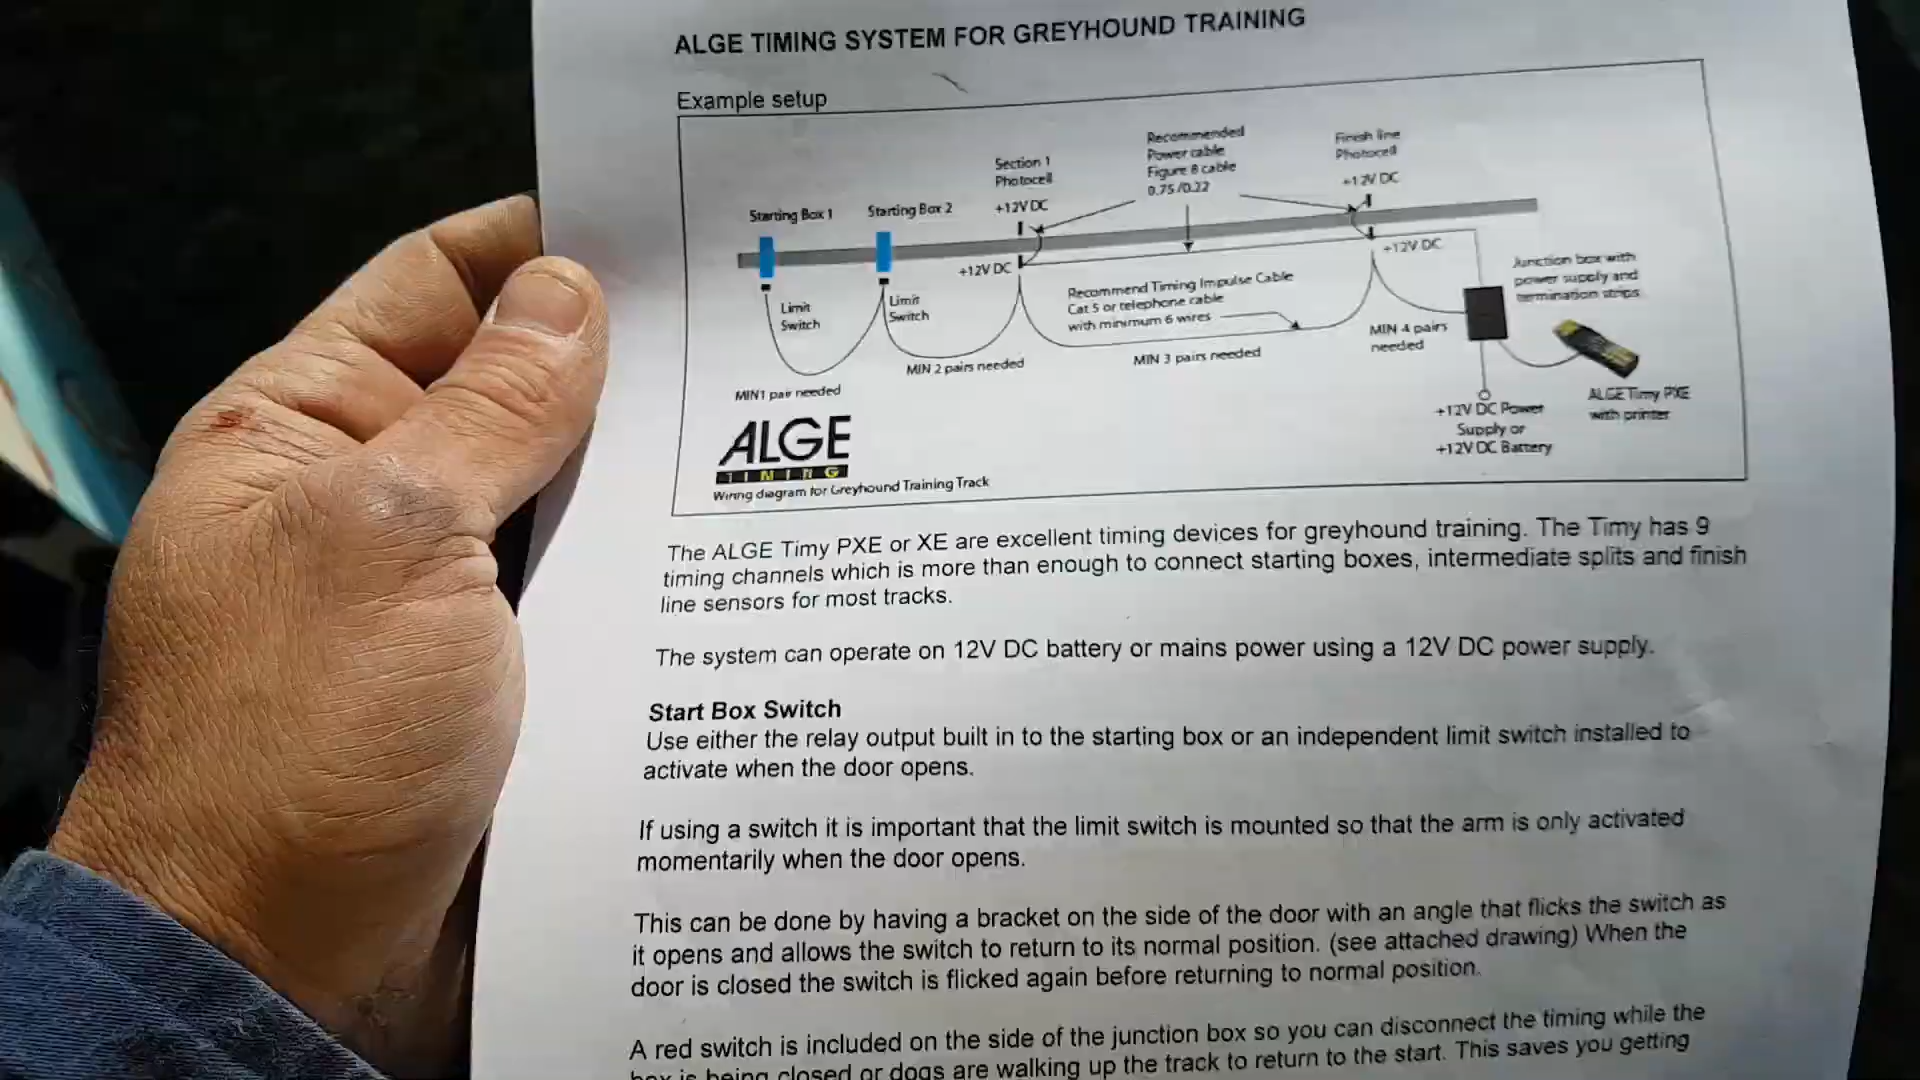 ALGE TIMING SYSTEM FOR GREYHOUND TRAINING
Example setup
Recommended
Power cable
Figure 8 cable
0.75/0.22
Finish line
Photocell
+12V DC
Section 1
Photocell
+12V DC
Starting Box 1
Starting Box 2
+12V DC
+12V DC
Junction box with
power supply and
termination strips
Limit
Switch
Limit
Switch
Recommend Timing Impulse Cable
Cat 5 or telephone cable
with minimum 6 wires
MIN 4 pairs
needed
MIN 3 pairs needed
MIN 2 pairs needed
MIN1 pair needed
ALGE Timy PXE
with printer
+12V DC Power
Supply or
+12V DC Battery
ALGE
TIMING
Wiring diagram for Greyhound Training Track
The ALGE Timy PXE or XE are excellent timing devices for greyhound training. The Timy has 9
timing channels which is more than enough to connect starting boxes, intermediate splits and finish
line sensors for most tracks.
The system can operate on 12V DC battery or mains power using a 12V DC power supply.
Start Box Switch
Use either the relay output built in to the starting box or an independent limit switch installed to
activate when the door opens.
If using a switch it is important that the limit switch is mounted so that the arm is only activated
momentarily when the door opens.
This can be done by having a bracket on the side of the door with an angle that flicks the switch as
it opens and allows the switch to return to its normal position. (see attached drawing) When the
door is closed the switch is flicked again before returning to normal position.
A red switch is included on the side of the junction box so you can disconnect the timing while the
box is being closed or dogs are walking up the track to return to the start. This saves you getting